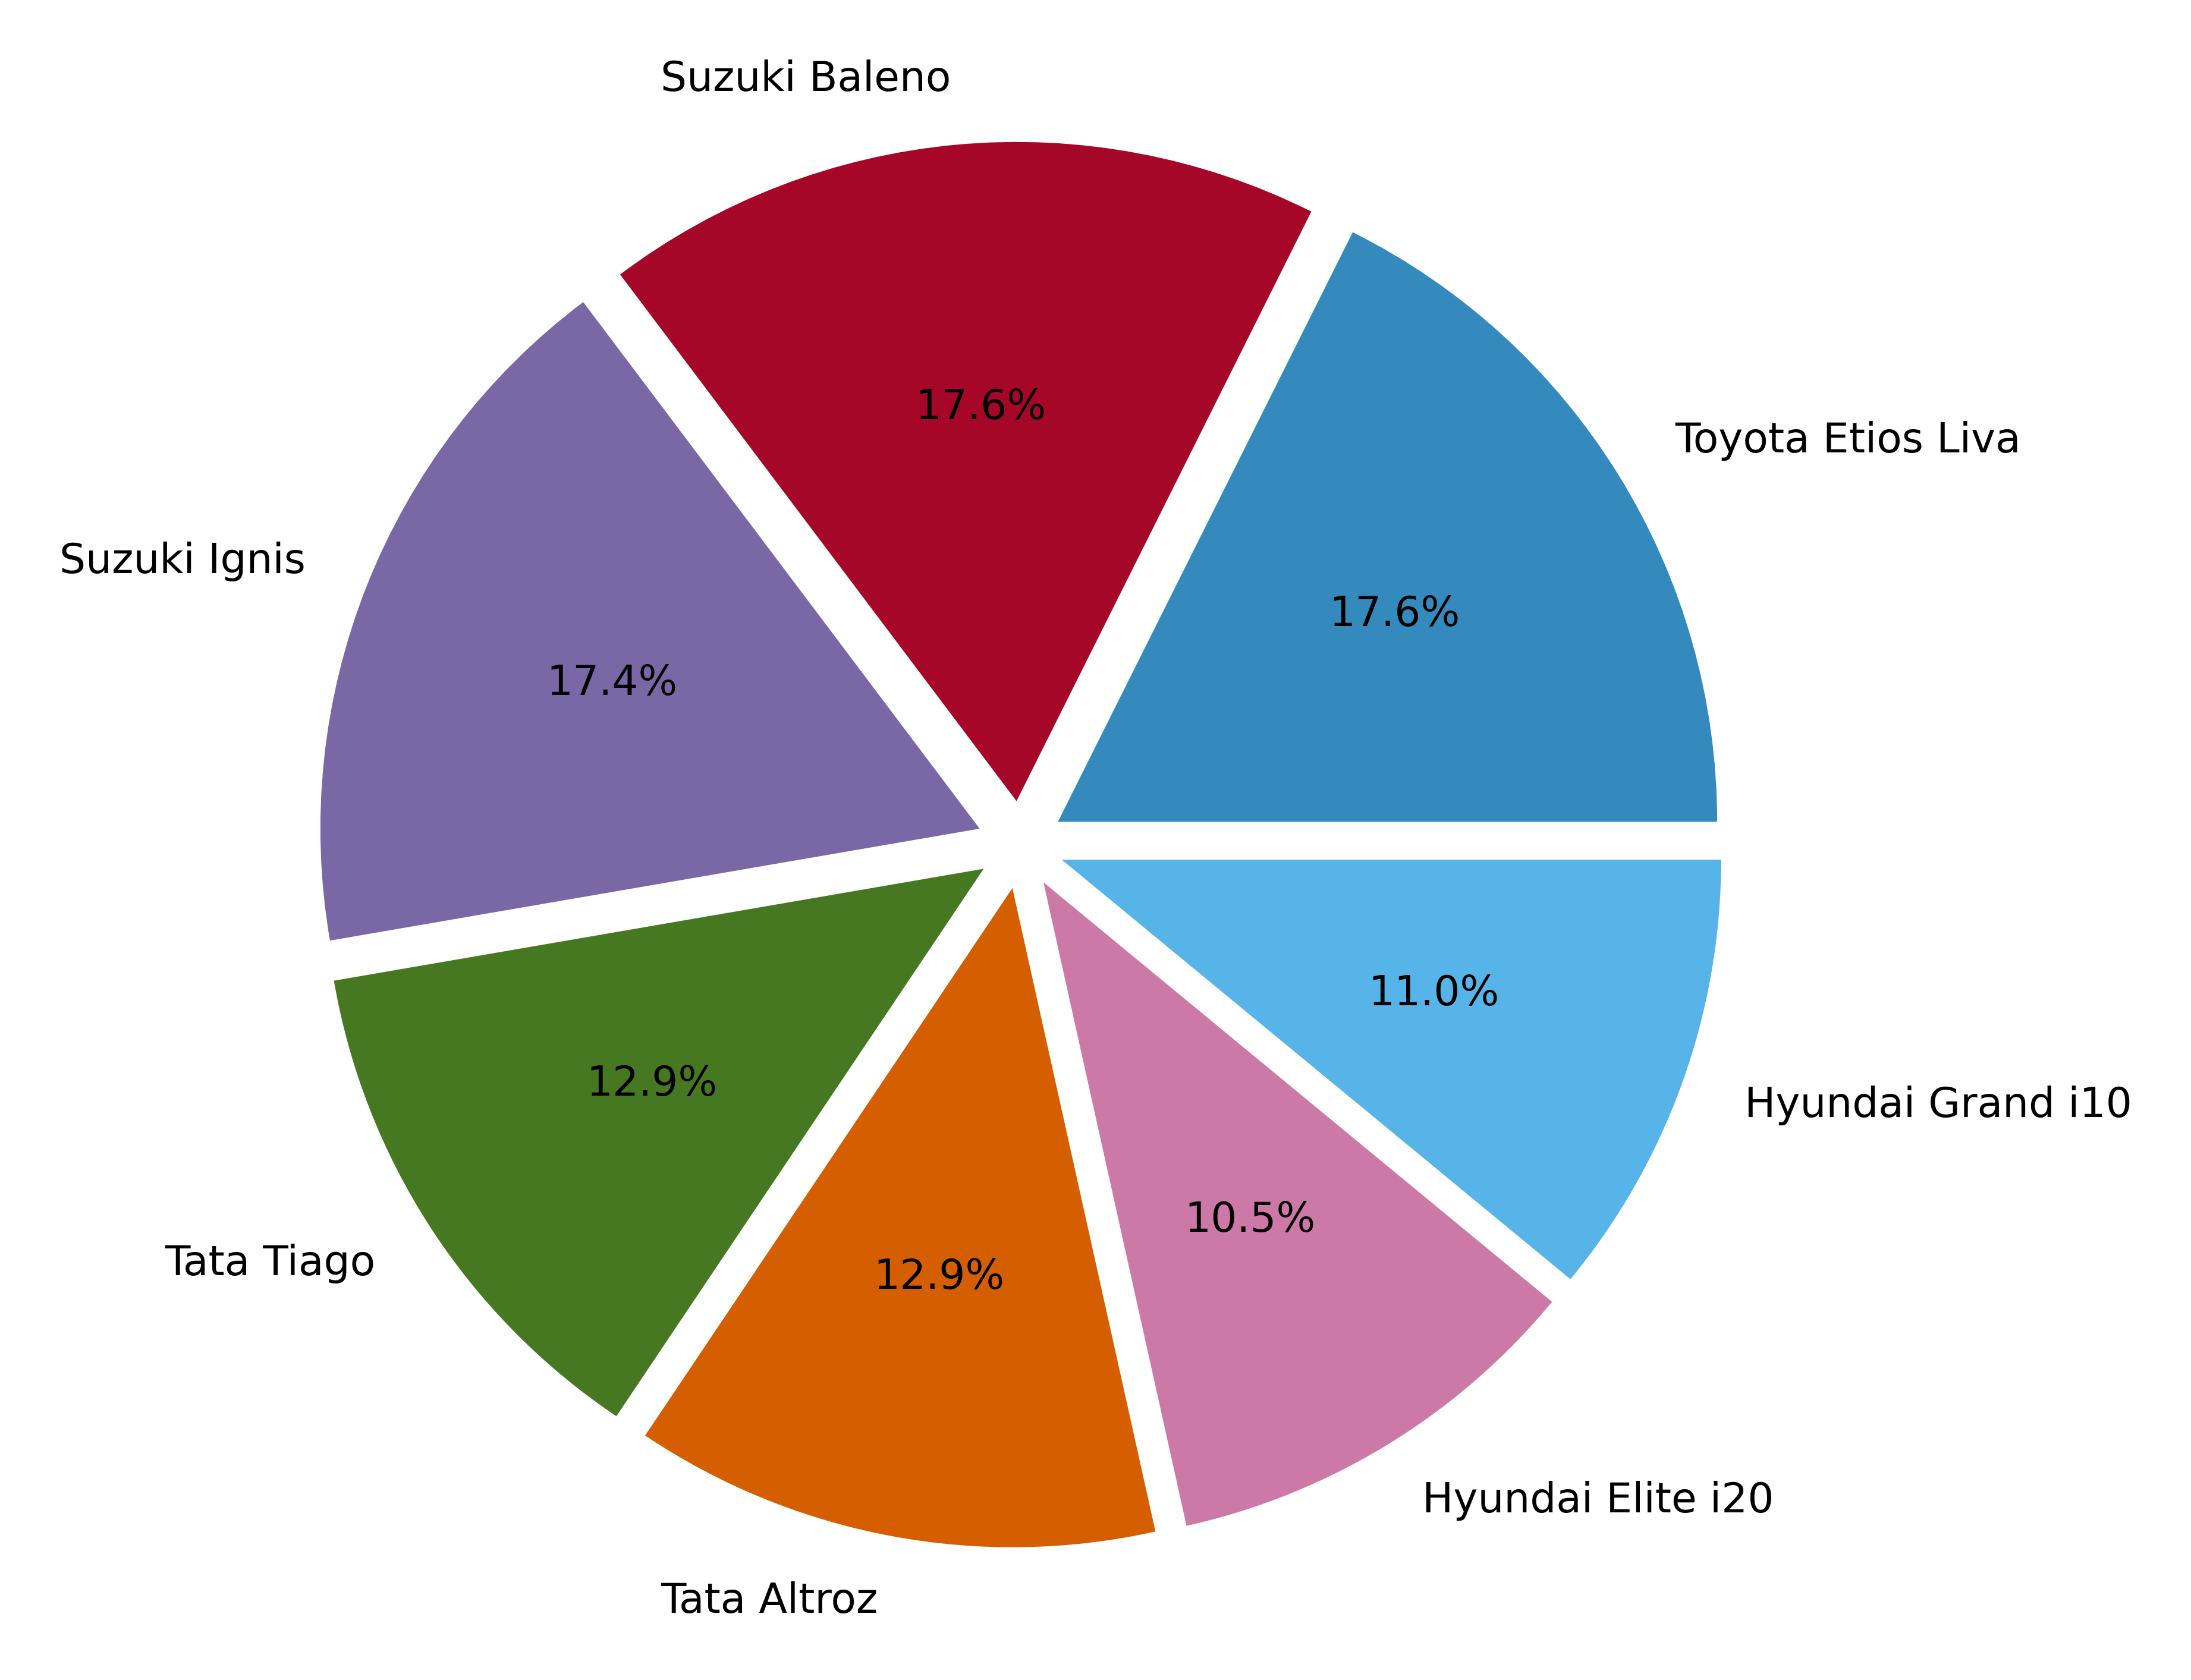 Suzuki Baleno
17.6%
Toyota Etios Liva
17.6%
Suzuki Ignis
17.4%
11.0%
Hyundai Grand i10
12.9%
Tata Tiago
12.9%
Tata Altroz
10.5%
Hyundai Elite i20